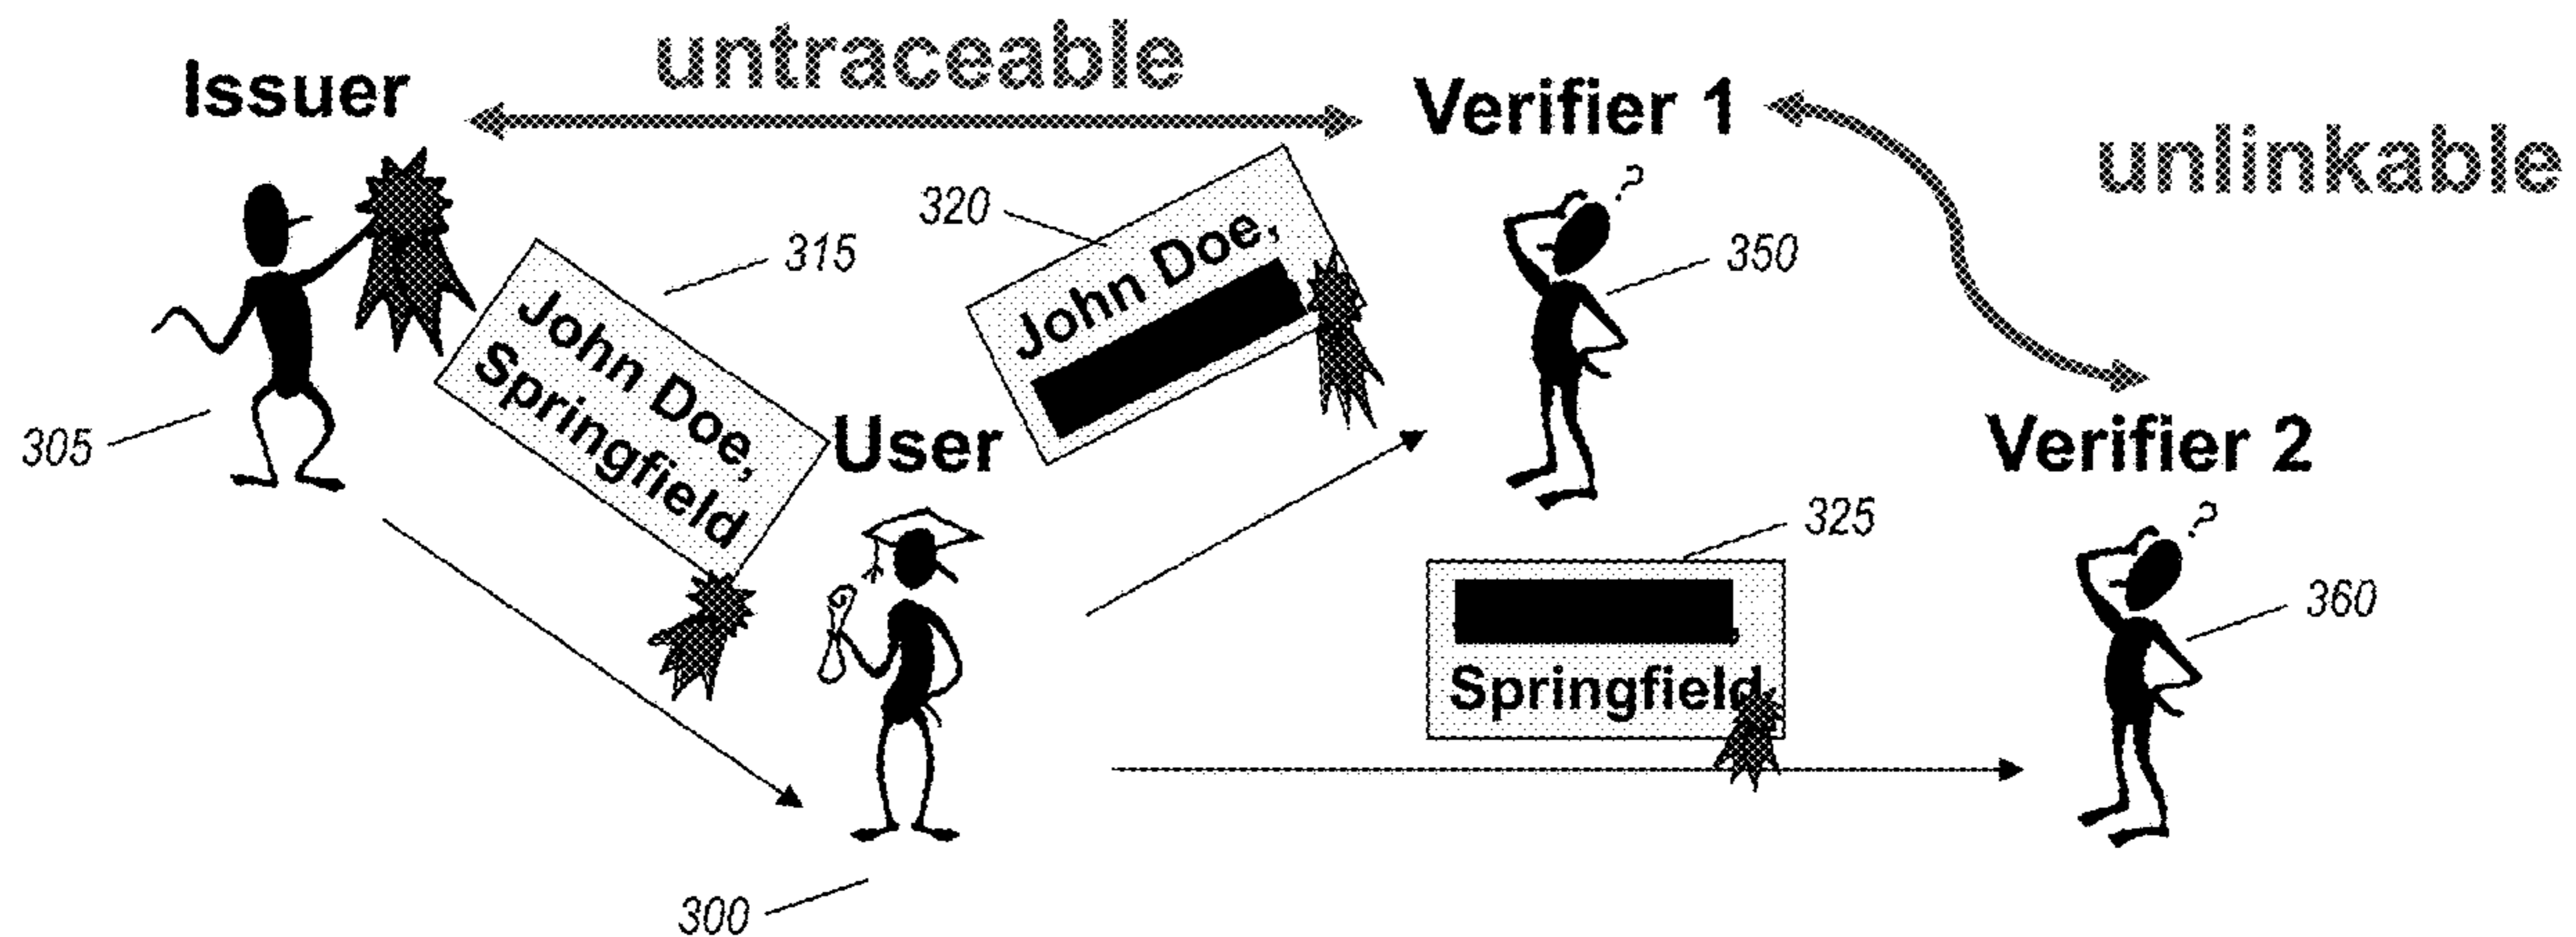 untraceable
Issuer
Verifier 1
unlinkable
320
John Doe,
315
350
John Doe,
Springfield
305
User
Verifier 2
325
360
Springfield
300